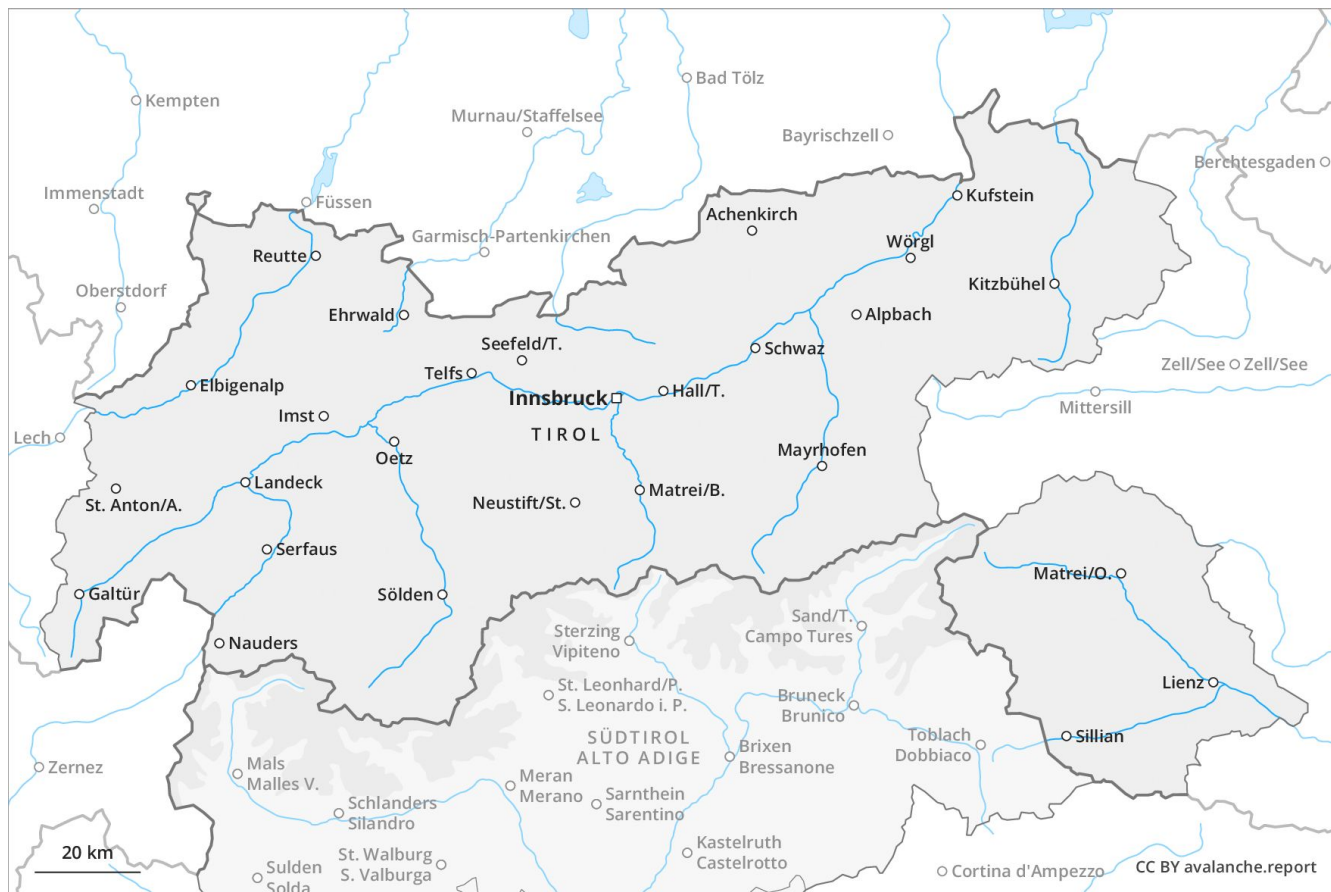 Kempten
Bad Tölz
Murnau/Staffelsee
Bayrischzell
Berchtesgaden
Immenstadt
Füssen
Kufstein
Achenkirch
Garmisch-Partenkirchen
Wörgl
Reutte
Kitzbühel
Oberstdorf
Ehrwald
Alpbach
Seefeld/T.
Schwaz
Zell/See
Zell/See
Telfs
Elbigenalp
Hall/T.
Innsbruck
Mittersill
Imst
TIROL
Lech
Oetz
Mayrhofen
Landeck
Matrei/B.
St. Anton/A.
Neustift/St.
Serfaus
Matrei/O.
Galtür
Sölden
Sand/T.
Campo Tures
Sterzing
Vipiteno
Nauders
Lienz
St. Leonhard/P.
S. Leonardo i. P.
Bruneck
Brunico
SÜDTIROL
ALTO ADIGE
Sillian
Toblach
Dobbiaco
Brixen
Bressanone
Zernez
Mals
Malles V.
Meran
Merano
Sarnthein
Sarentino
Schlanders
Silandro
Kastelruth
Castelrotto
20 km
St. Walburg
S. Valburga
Sulden
Solda
Cortina d'Ampezzo
CC BY avalanche.report